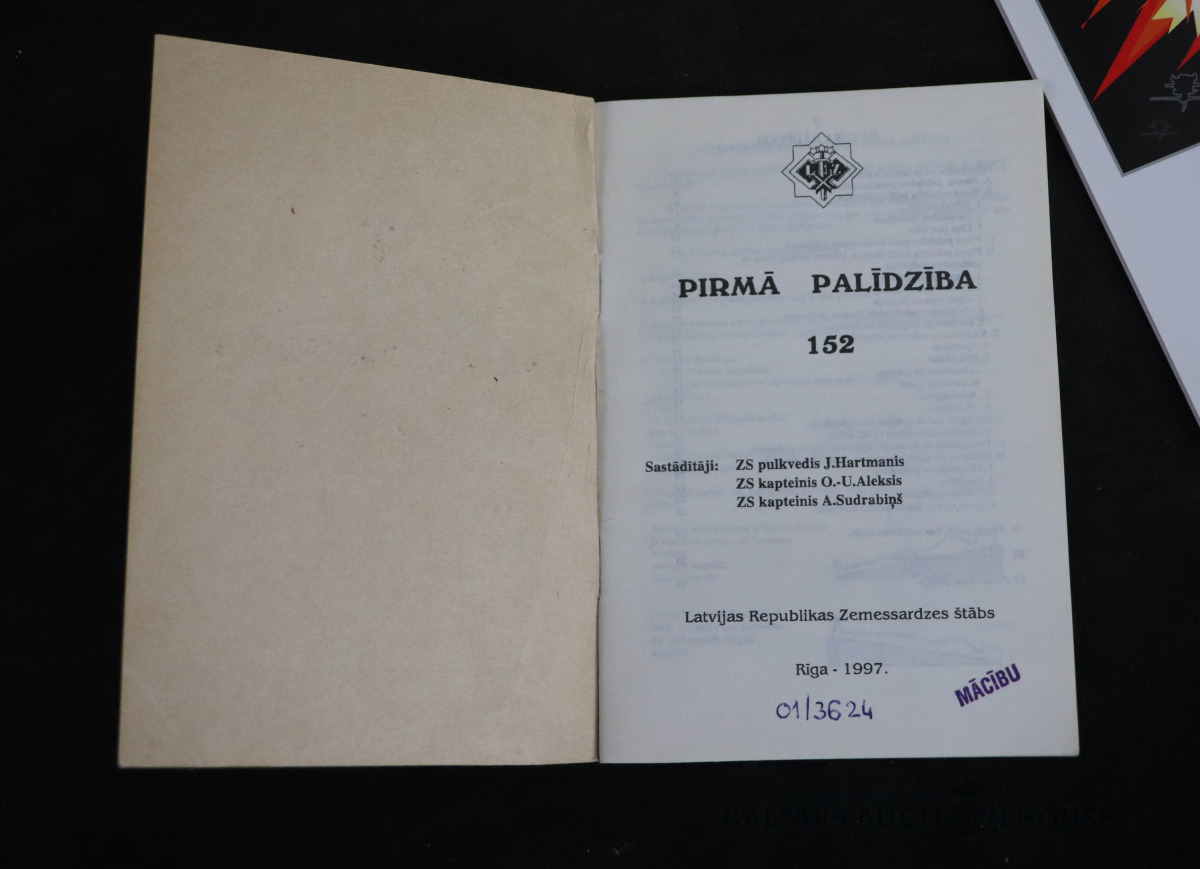 PIRMĀ PALĪDZĪBA
152
Sastādītāji: ZS pulkvedis J.Hartmanis
ZS kapteinis O.-U.Aleksis
ZS kapteinis A.Sudrabiņš
Latvijas Republikas Zemessardzes štābs
Rīga - 1997.
MĀCĪBU
01/3624
BALTARS AUCTION HOUSE